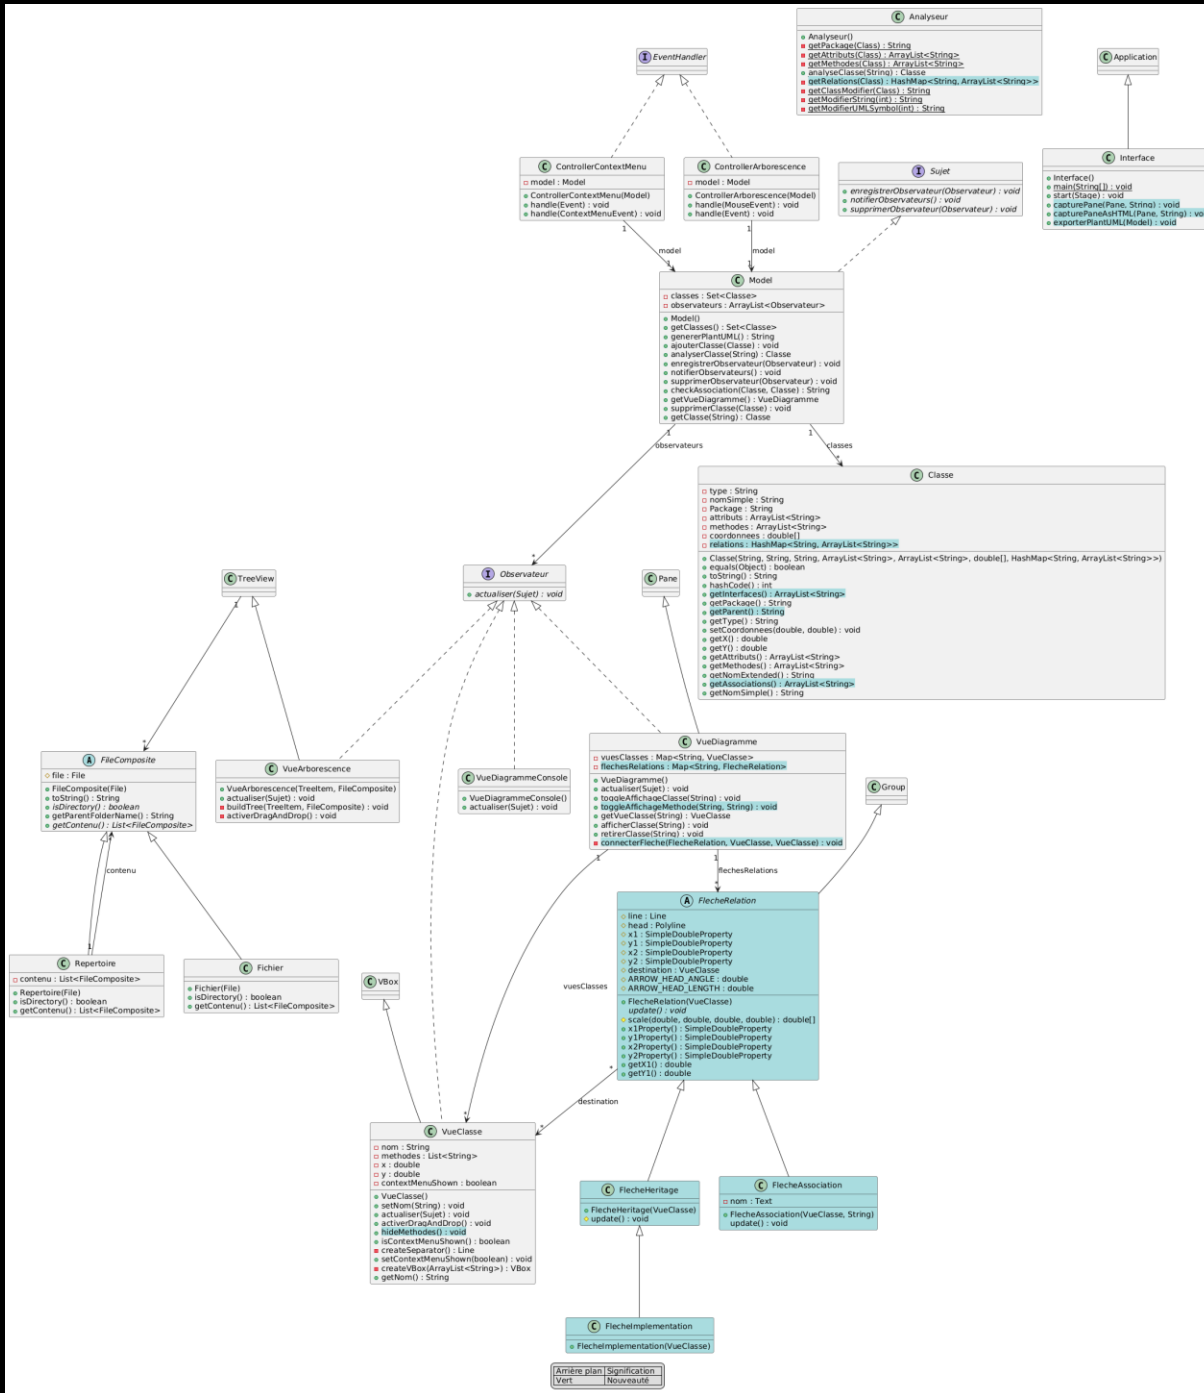 C Analyseur
Analyseur()
getPackage(Class) : String
getAttributs(Class) : ArrayList<String>
getMethodes(Class) : ArrayList<String>
analyseClasse(String) : Classe
getRelations(Class) : HashMap<String, ArrayList<String>>
getClassModifier(Class) : String
getModifierString(int) : String
getModifierUMLSymbol(int) : String
I EventHandler
C Application
C ControllerContextMenu
model : Model
ControllerContextMenu(Model)
handle(Event) : void
handle(ContextMenuEvent) : void
C ControllerArborescence
model : Model
ControllerArborescence(Model)
handle(MouseEvent) : void
handle(Event) : void
I Sujet
enregistrerObservateur(Observateur) : void
notifierObservateurs() : void
supprimerObservateur(Observateur) : void
C Interface
Interface()
main(String[]) : void
start(Stage) : void
capturePane(Pane, String) : void
capturePaneAsHTML(Pane, String) : vo
exporterPlantUML(Model) : void
1
1
model
model
1
1
C Model
classes : Set<Classe>
observateurs : ArrayList<Observateur>
Model()
getClasses() : Set<Classe>
genererPlantUML() : String
ajouterClasse(Classe) : void
analyserClasse(String) : Classe
enregistrerObservateur(Observateur) : void
notifierObservateurs() : void
supprimerObservateur(Observateur) : void
checkAssociation(Classe, Classe) : String
getVueDiagramme() : VueDiagramme
supprimerClasse(Classe) : void
getClasse(String) : Classe
1
1
observateurs
classes
*
*
C Classe
type : String
nomSimple : String
Package : String
attributs : ArrayList<String>
methodes : ArrayList<String>
coordonnees : double[]
relations : HashMap<String, ArrayList<String>>
Classe(String, String, String, ArrayList<String>, ArrayList<String>, double[], HashMap<String, ArrayList<String>>)
equals(Object) : boolean
toString() : String
hashCode() : int
getInterfaces() : ArrayList<String>
getPackage() : String
getParent() : String
getType() : String
setCoordonnees(double, double) : void
getX() : double
getY() : double
getAttributs() : ArrayList<String>
getMethodes() : ArrayList<String>
getNomExtended() : String
getAssociations() : ArrayList<String>
getNomSimple() : String
C TreeView
1
I Observateur
actualiser(Sujet) : void
C Pane
*
A FileComposite
file : File
FileComposite(File)
toString() : String
isDirectory() : boolean
getParentFolderName() : String
getContenu() : List<FileComposite>
C VueArborescence
VueArborescence(TreeItem, FileComposite)
actualiser(Sujet) : void
buildTree(TreeItem, FileComposite) : void
activerDragAndDrop() : void
C VueDiagrammeConsole
VueDiagrammeConsole()
actualiser(Sujet) : void
C VueDiagramme
vuesClasses : Map<String, VueClasse>
flechesRelations : Map<String, FlecheRelation>
VueDiagramme()
actualiser(Sujet) : void
toggleAffichageClasse(String) : void
toggleAffichageMethode(String, String) : void
getVueClasse(String) : VueClasse
afficherClasse(String) : void
retirerClasse(String) : void
connecterFleche(FlecheRelation, VueClasse, VueClasse) : void
C Group
*
contenu
1
1
1
flechesRelations
*
C Repertoire
contenu : List<FileComposite>
Repertoire(File)
isDirectory() : boolean
getContenu() : List<FileComposite>
C Fichier
Fichier(File)
isDirectory() : boolean
getContenu() : List<FileComposite>
C VBox
vuesClasses
A FlecheRelation
line : Line
head : Polyline
x1 : SimpleDoubleProperty
y1 : SimpleDoubleProperty
x2 : SimpleDoubleProperty
y2 : SimpleDoubleProperty
destination : VueClasse
ARROW_HEAD_ANGLE : double
ARROW_HEAD_LENGTH : double
FlecheRelation(VueClasse)
update() : void
scale(double, double, double, double) : double[]
x1Property() : SimpleDoubleProperty
y1Property() : SimpleDoubleProperty
x2Property() : SimpleDoubleProperty
y2Property() : SimpleDoubleProperty
getX1() : double
getY1() : double
*
destination
*
*
C VueClasse
nom : String
methodes : List<String>
x : double
y : double
contextMenuShown : boolean
VueClasse()
setNom(String) : void
actualiser(Sujet) : void
activerDragAndDrop() : void
hideMethodes() : void
isContextMenuShown() : boolean
createSeparator() : Line
setContextMenuShown(boolean) : void
createVBox(ArrayList<String>) : VBox
getNom() : String
C FlecheHeritage
FlecheHeritage(VueClasse)
update() : void
C FlecheAssociation
nom : Text
FlecheAssociation(VueClasse, String)
update() : void
C FlecheImplementation
FlecheImplementation(VueClasse)
Arrière plan Signification
Vert Nouveauté